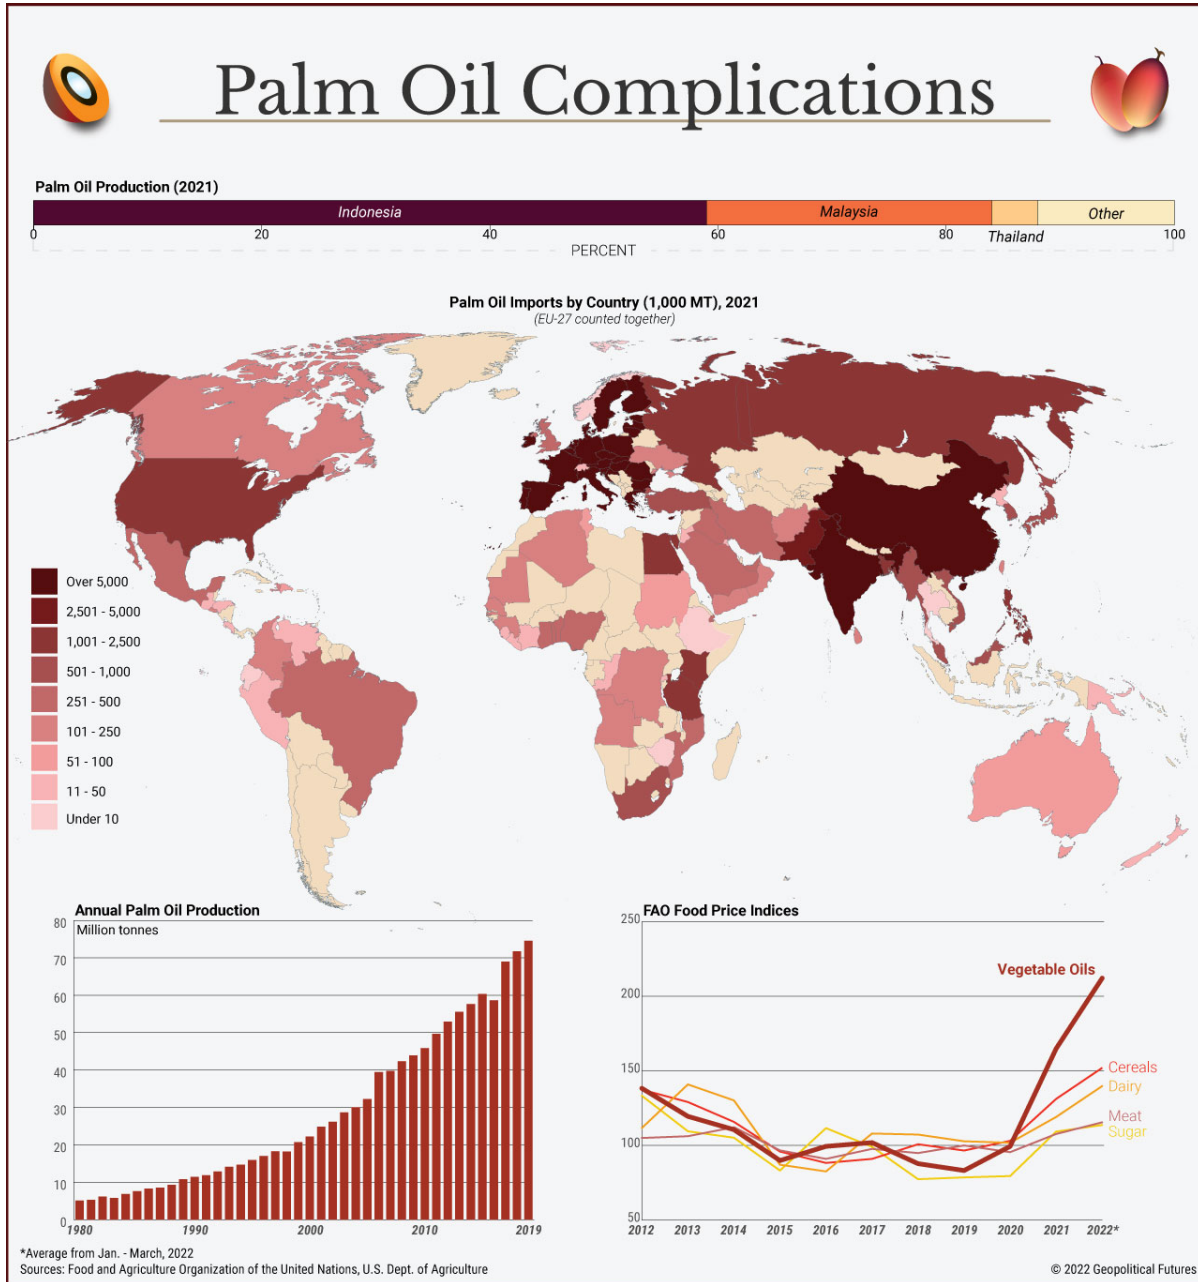 Palm Oil Complications
Palm Oil Production (2021)
Indonesia
Malaysia
Other
0
20
40
60
80
Thailand
100
PERCENT
Palm Oil Imports by Country (1,000 MT), 2021
(EU-27 counted together)
Over 5,000
2,501 - 5,000
1,001 - 2,500
501 - 1,000
251 - 500
101 - 250
51 - 100
11 - 50
Under 10
Annual Palm Oil Production
Million tonnes
80
70
60
50
40
30
20
10
0
1980
1990
2000
2010
2019
FAO Food Price Indices
250
200
150
100
50
Vegetable Oils
Cereals
Dairy
Meat
Sugar
2012
2013
2014
2015
2016
2017
2018
2019
2020
2021
2022*
*Average from Jan. - March, 2022
Sources: Food and Agriculture Organization of the United Nations, U.S. Dept. of Agriculture
© 2022 Geopolitical Futures